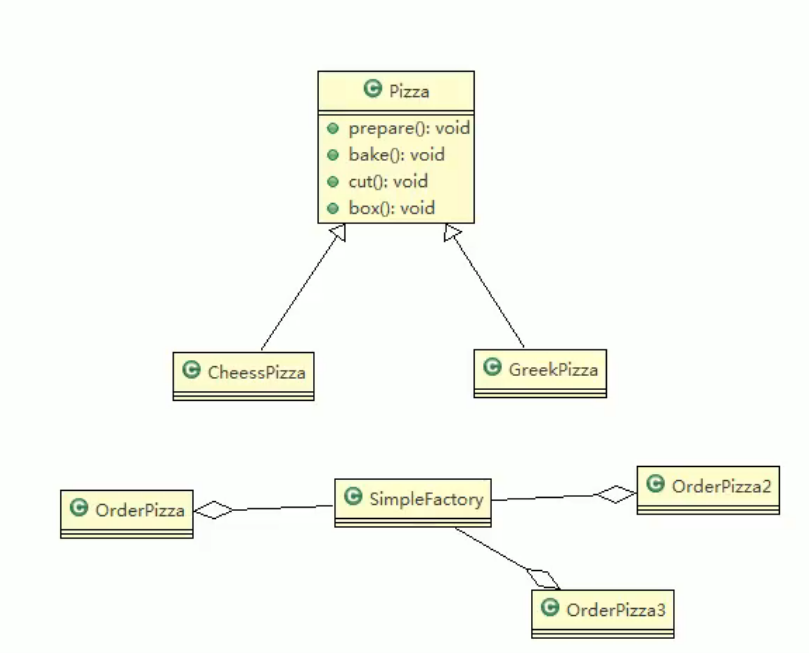 Pizza
prepare(): void
bake(): void
cut(): void
box(): void
CheessPizza
GreekPizza
OrderPizza
SimpleFactory
OrderPizza2
OrderPizza3